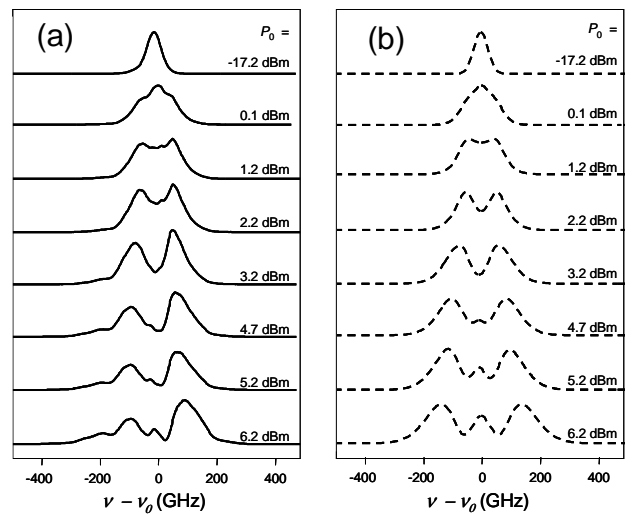 (a)
P₀ =
-17.2 dBm
0.1 dBm
1.2 dBm
2.2 dBm
3.2 dBm
4.7 dBm
5.2 dBm
6.2 dBm
-400 -200 0 200 400
ν – ν₀ (GHz)
(b)
P₀ =
-17.2 dBm
0.1 dBm
1.2 dBm
2.2 dBm
3.2 dBm
4.7 dBm
5.2 dBm
6.2 dBm
-400 -200 0 200 400
ν – ν₀ (GHz)